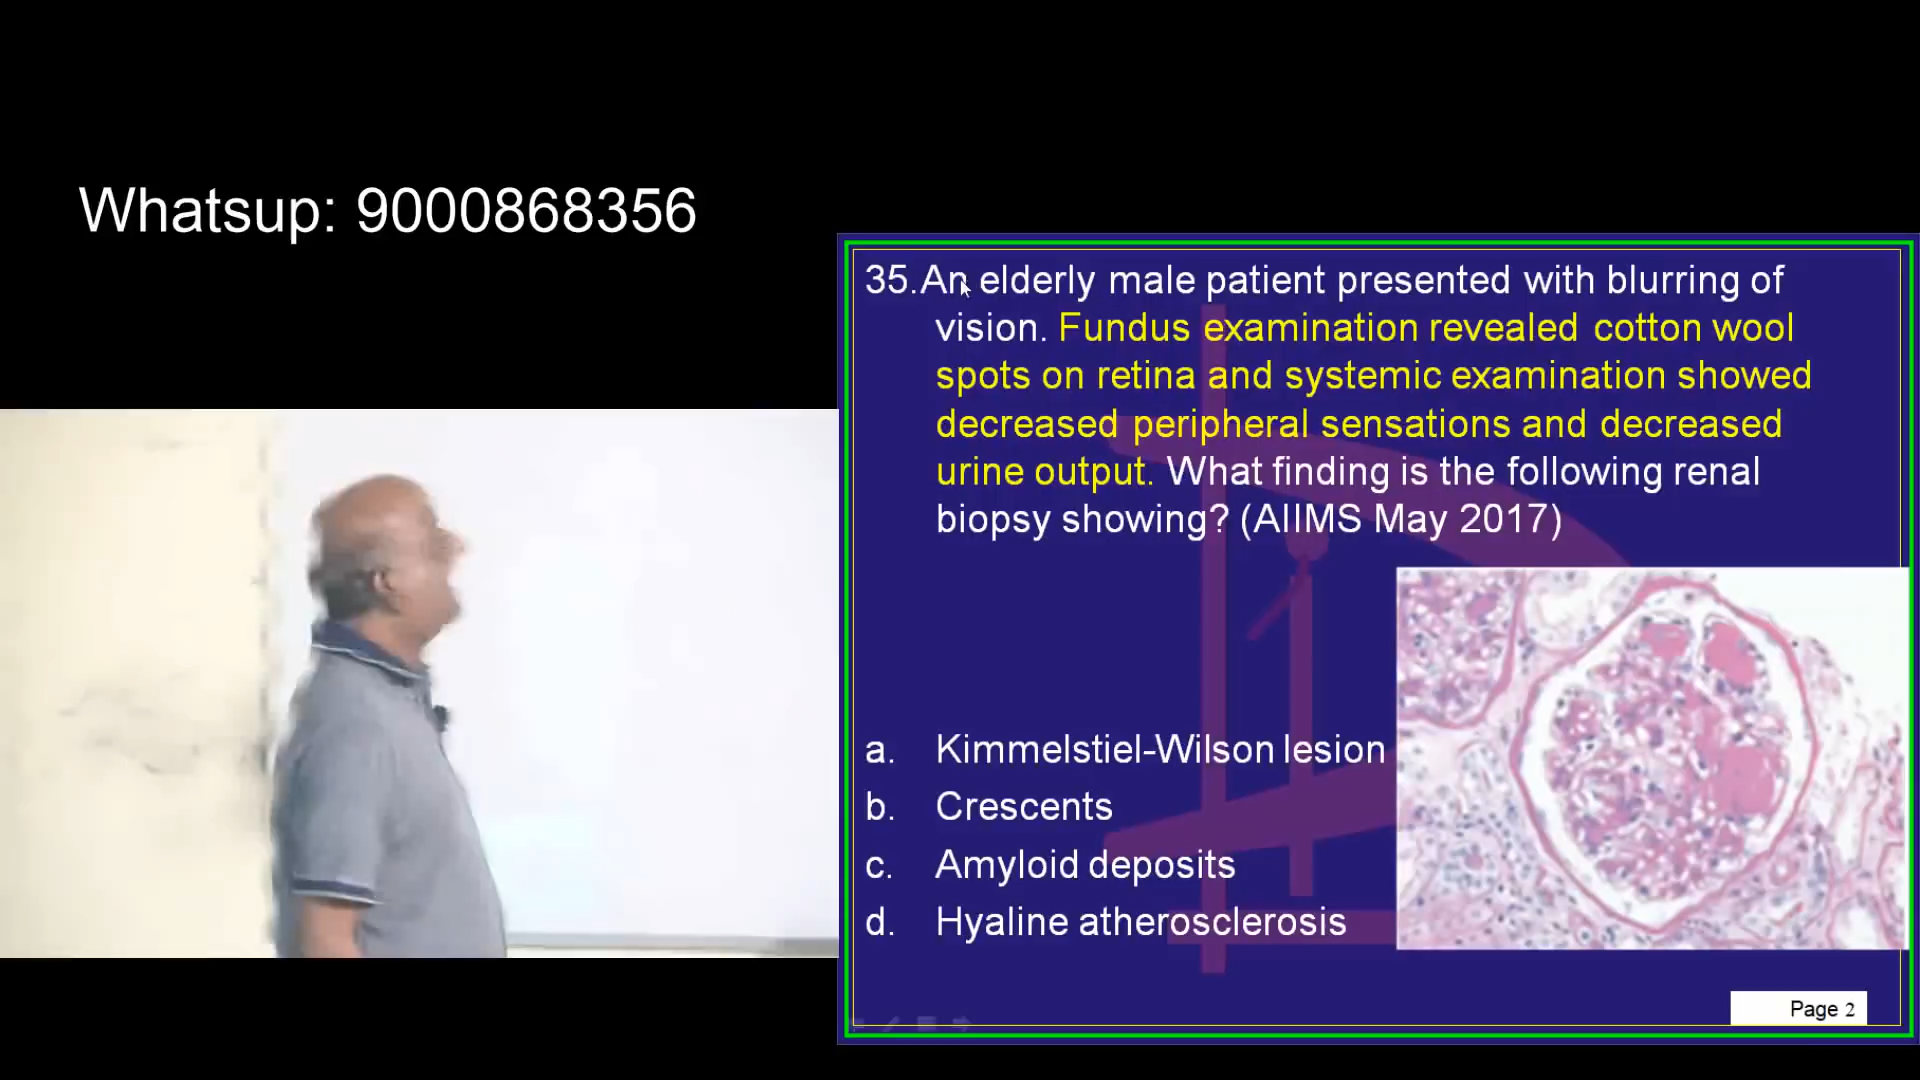 Whatsup: 9000868356
35.An elderly male patient presented with blurring of
vision. Fundus examination revealed cotton wool
spots on retina and systemic examination showed
decreased peripheral sensations and decreased
urine output. What finding is the following renal
biopsy showing? (AIIMS May 2017)
a. Kimmelstiel-Wilson lesion
b. Crescents
c. Amyloid deposits
d. Hyaline atherosclerosis
Page 2